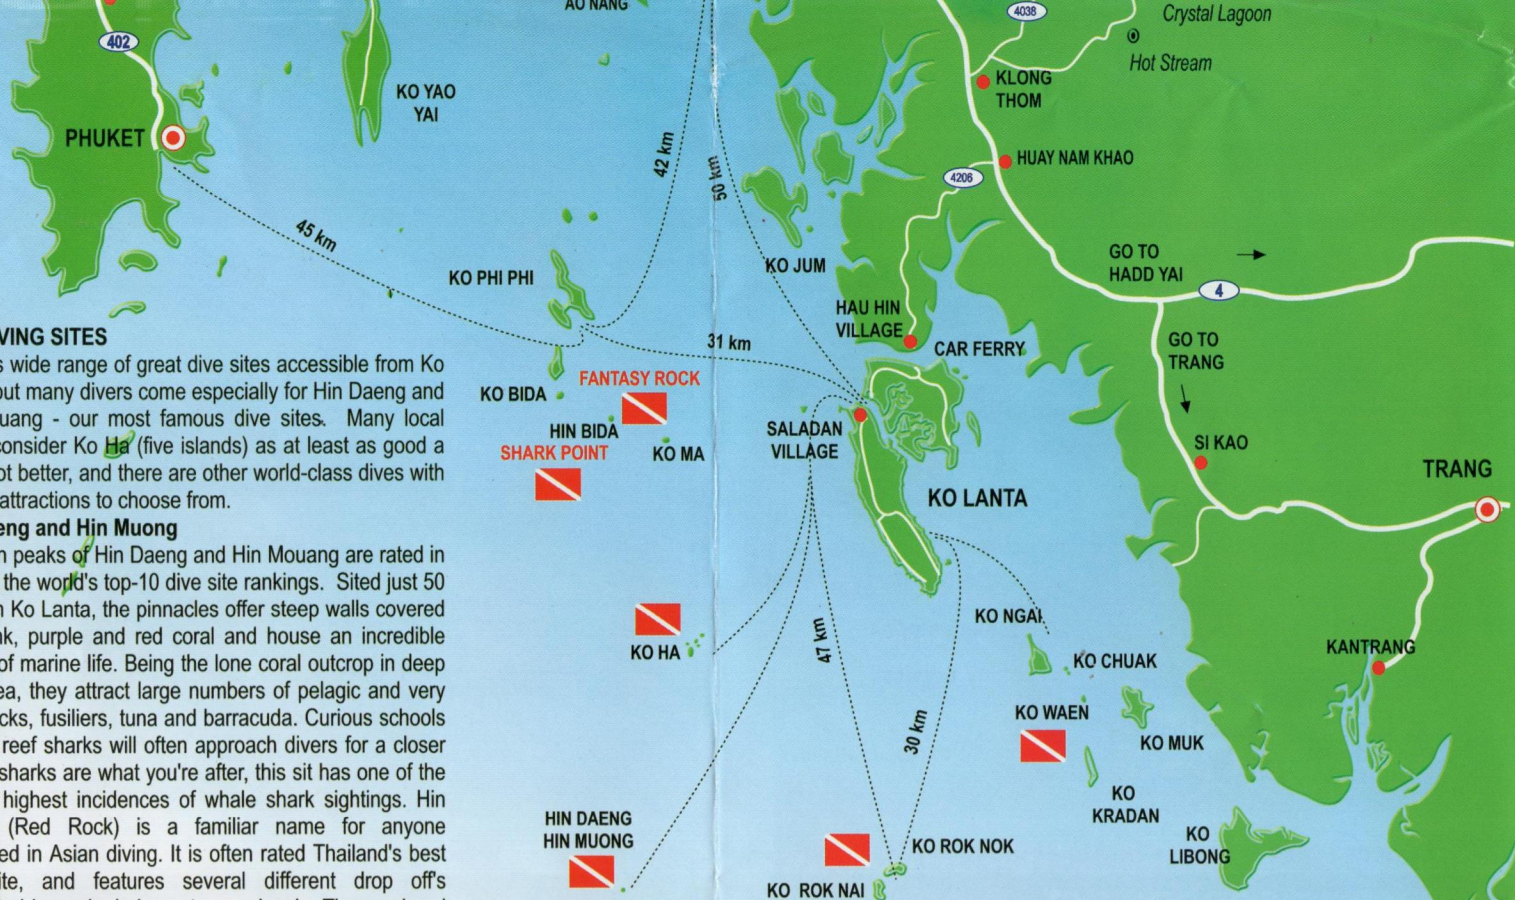 AO NANG
4038
Crystal Lagoon
402
Hot Stream
KO YAO
YAI
KLONG
THOM
PHUKET
42 km
50 km
HUAY NAM KHAO
4206
45 km
KO PHI PHI
KO JUM
GO TO
HADD YAI
4
HAU HIN
VILLAGE
CAR FERRY
31 km
GO TO
TRANG
FANTASY ROCK
KO BIDA
HIN BIDA
SHARK POINT
KO MA
SALADAN
VILLAGE
SI KAO
TRANG
KO LANTA
KO NGAI
KO HA
47 km
KO CHUAK
KANTRANG
KO WAEN
30 km
KO MUK
KO
KRADAN
HIN DAENG
HIN MUONG
KO
LIBONG
KO ROK NOK
KO ROK NAI
VING SITES
s wide range of great dive sites accessible from Ko
but many divers come especially for Hin Daeng and
uang - our most famous dive sites. Many local
consider Ko Ha (five islands) as at least as good a
ot better, and there are other world-class dives with
attractions to choose from.
eng and Hin Muong
n peaks of Hin Daeng and Hin Mouang are rated in
the world's top-10 dive site rankings. Sited just 50
n Ko Lanta, the pinnacles offer steep walls covered
nk, purple and red coral and house an incredible
of marine life. Being the lone coral outcrop in deep
ea, they attract large numbers of pelagic and very
cks, fusiliers, tuna and barracuda. Curious schools
reef sharks will often approach divers for a closer
sharks are what you're after, this sit has one of the
highest incidences of whale shark sightings. Hin
(Red Rock) is a familiar name for anyone
ed in Asian diving. It is often rated Thailand's best
ite, and features several different drop off's